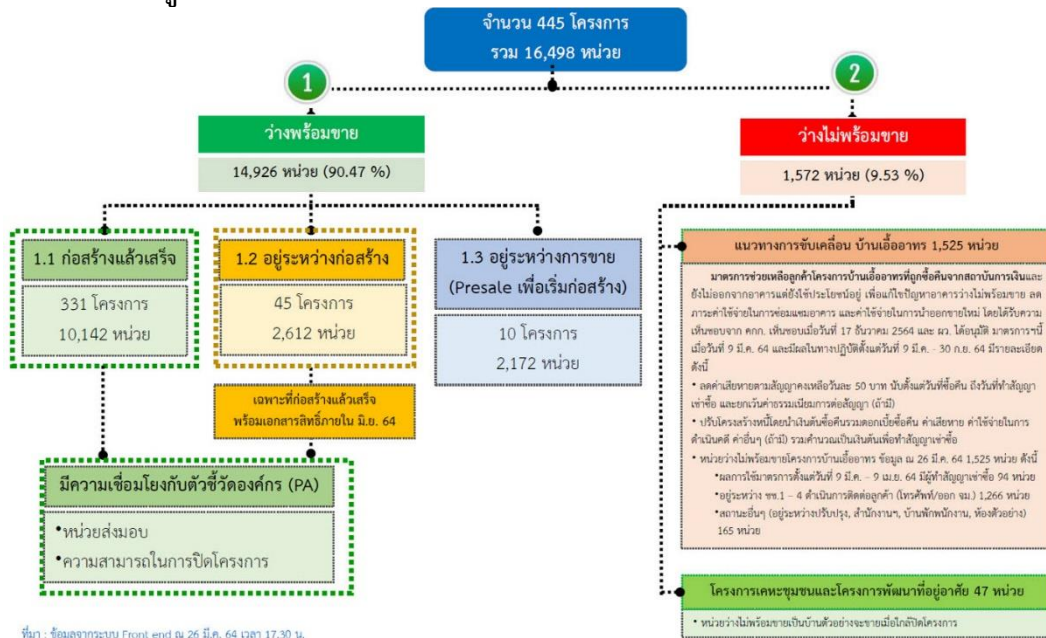 จำนวน 445 โครงการ
รวม 16,498 หน่วย
1
2
ว่างพร้อมขาย
14,926 หน่วย (90.47 %)
ว่างไม่พร้อมขาย
1,572 หน่วย (9.53 %)
1.1 ก่อสร้างแล้วเสร็จ
331 โครงการ
10,142 หน่วย
1.2 อยู่ระหว่างก่อสร้าง
45 โครงการ
2,612 หน่วย
1.3 อยู่ระหว่างการขาย
(Presale เพื่อเริ่มก่อสร้าง)
10 โครงการ
2,172 หน่วย
เฉพาะที่ก่อสร้างแล้วเสร็จ
พร้อมเอกสารสิทธิ์ภายใน มิ.ย. 64
มีความเชื่อมโยงกับตัวชี้วัดองค์กร (PA)
•หน่วยส่งมอบ
•ความสามารถในการปิดโครงการ
แนวทางการขับเคลื่อน บ้านเอื้ออาทร 1,525 หน่วย
มาตรการช่วยเหลือลูกค้าโครงการบ้านเอื้ออาทรที่ถูกซื้อคืนจากสถาบันการเงินและ
ยังไม่ออกจากอาคารแต่ยังใช้ประโยชน์อยู่ เพื่อแก้ไขปัญหาอาคารว่างไม่พร้อมขาย ลด
ภาระค่าใช้จ่ายในการซ่อมแซมอาคาร และค่าใช้จ่ายในการนำออกขายใหม่ โดยได้รับความ
เห็นชอบจาก คกก. เห็นชอบเมื่อวันที่ 17 ธันวาคม 2564 และ ผว. ได้อนุมัติ มาตรการฯนี้
เมื่อวันที่ 9 มี.ค. 64 และมีผลในทางปฏิบัติตั้งแต่วันที่ 9 มี.ค. – 30 ก.ย. 64 มีรายละเอียด
ดังนี้
• ลดค่าเสียหายตามสัญญาคงเหลือวันละ 50 บาท นับตั้งแต่วันที่ซื้อคืน ถึงวันที่ทำสัญญา
เช่าซื้อ และยกเว้นค่าธรรมเนียมการต่อสัญญา (ถ้ามี)
• ปรับโครงสร้างหนี้โดยนำเงินต้นซื้อคืนรวมดอกเบี้ยซื้อคืน ค่าเสียหาย ค่าใช้จ่ายในการ
ดำเนินคดี ค่าอื่นๆ (ถ้ามี) รวมคำนวณเป็นเงินต้นเพื่อทำสัญญาเช่าซื้อ
• หน่วยว่างไม่พร้อมขายโครงการบ้านเอื้ออาทร ข้อมูล ณ 26 มี.ค. 64 1,525 หน่วย ดังนี้
•ผลการใช้มาตรการตั้งแต่วันที่ 9 มี.ค. – 9 เม.ย. 64 มีผู้ทำสัญญาเช่าซื้อ 94 หน่วย
•อยู่ระหว่าง ชช.1 – 4 ดำเนินการติดต่อลูกค้า (โทรศัพท์/ออก จม.) 1,266 หน่วย
•สถานะอื่นๆ (อยู่ระหว่างปรับปรุง, สำนักงานฯ, บ้านพักพนักงาน, ห้องตัวอย่าง)
165 หน่วย
โครงการเคหะชุมชนและโครงการพัฒนาที่อยู่อาศัย 47 หน่วย
• หน่วยว่างไม่พร้อมขายเป็นบ้านตัวอย่างจะขายเมื่อใกล้ปิดโครงการ
ที่มา : ข้อมูลจากระบบ Front end ณ 26 มี.ค. 64 เวลา 17.30 น.